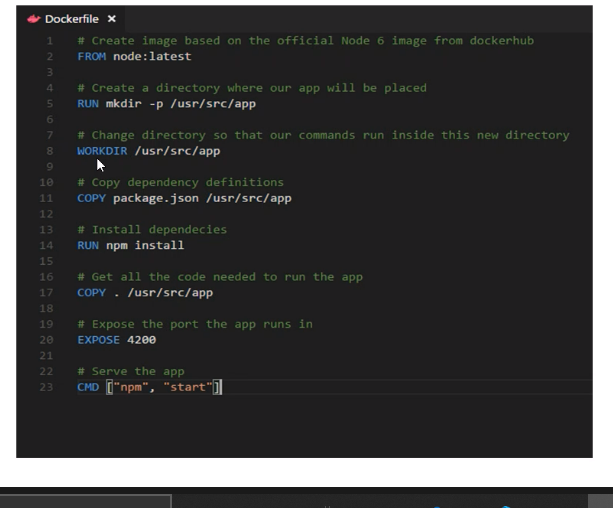 Dockerfile ×
1 # Create image based on the official Node 6 image from dockerhub
2 FROM node:latest
3
4 # Create a directory where our app will be placed
5 RUN mkdir -p /usr/src/app
6
7 # Change directory so that our commands run inside this new directory
8 WORKDIR /usr/src/app
9
10 # Copy dependency definitions
11 COPY package.json /usr/src/app
12
13 # Install dependecies
14 RUN npm install
15
16 # Get all the code needed to run the app
17 COPY . /usr/src/app
18
19 # Expose the port the app runs in
20 EXPOSE 4200
21
22 # Serve the app
23 CMD ["npm", "start"]